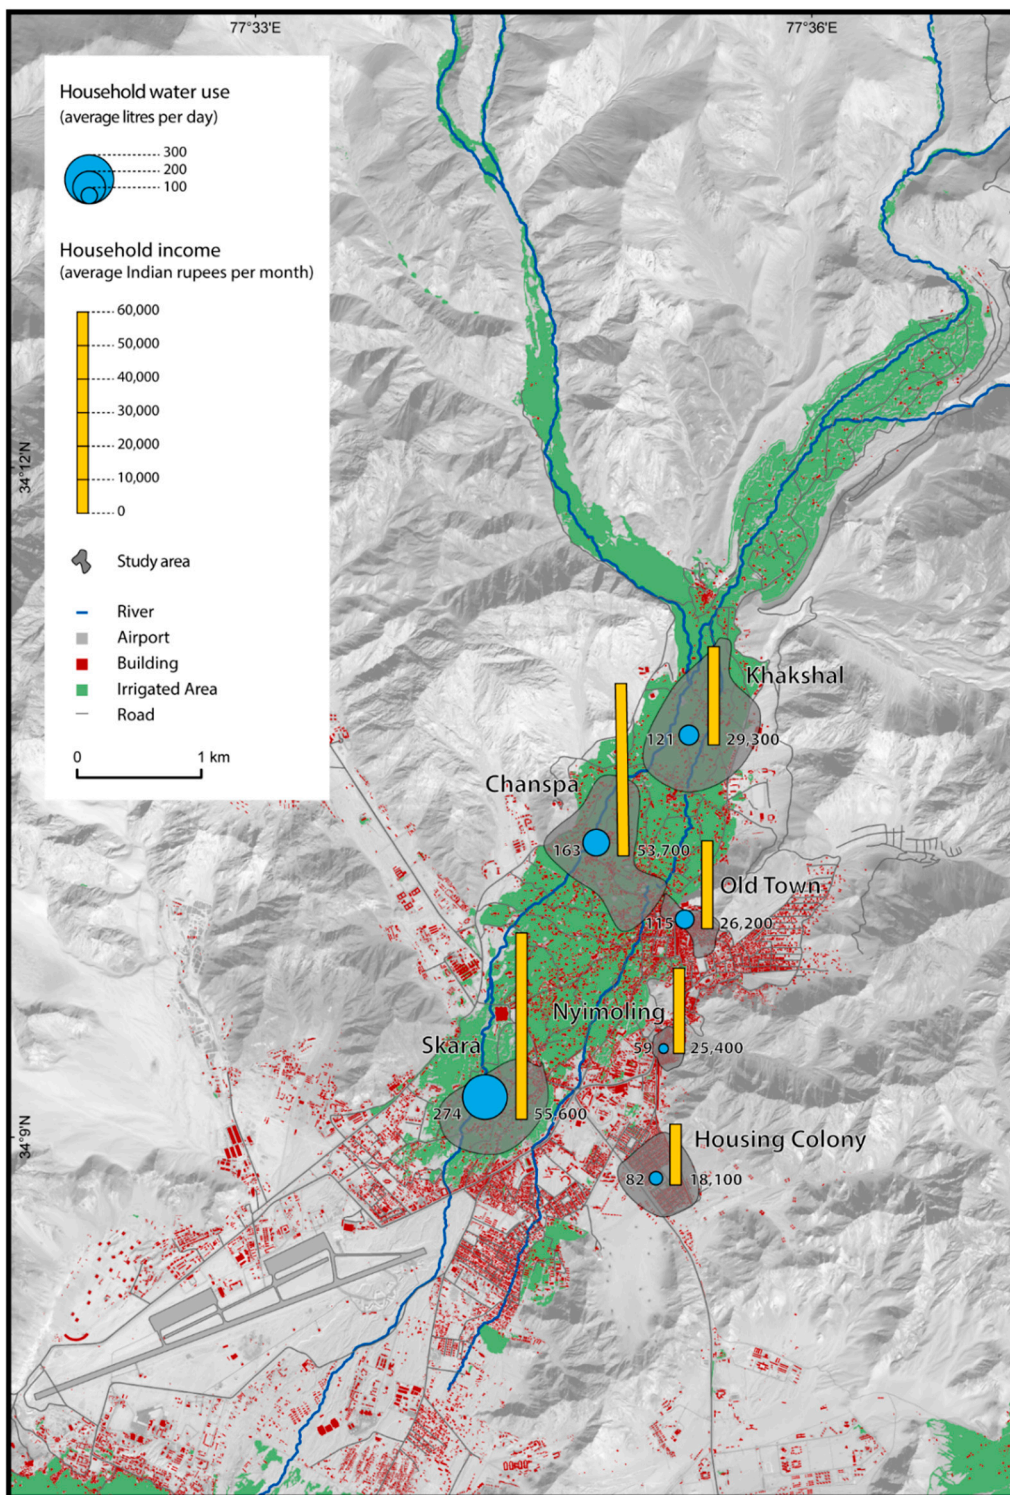 77°33'E
77°36'E
Household water use
(average litres per day)
300
200
100
Household income
(average Indian rupees per month)
60,000
50,000
40,000
30,000
20,000
10,000
0
Study area
River
Airport
Building
Irrigated Area
Road
0 1 km
34°12'N
34°9'N
Khakshal
121
29,300
Chanspa
163
53,700
Old Town
115
26,200
Nyimoling
59
25,400
Skara
274
55,600
Housing Colony
82
18,100